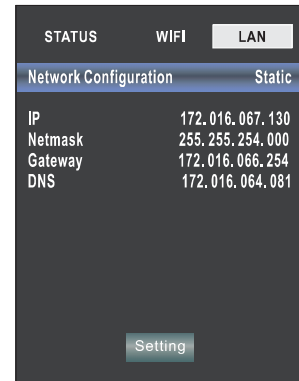 STATUS WIFI LAN
Network Configuration Static
IP 172.016.067.130
Netmask 255.255.254.000
Gateway 172.016.066.254
DNS 172.016.064.081
Setting